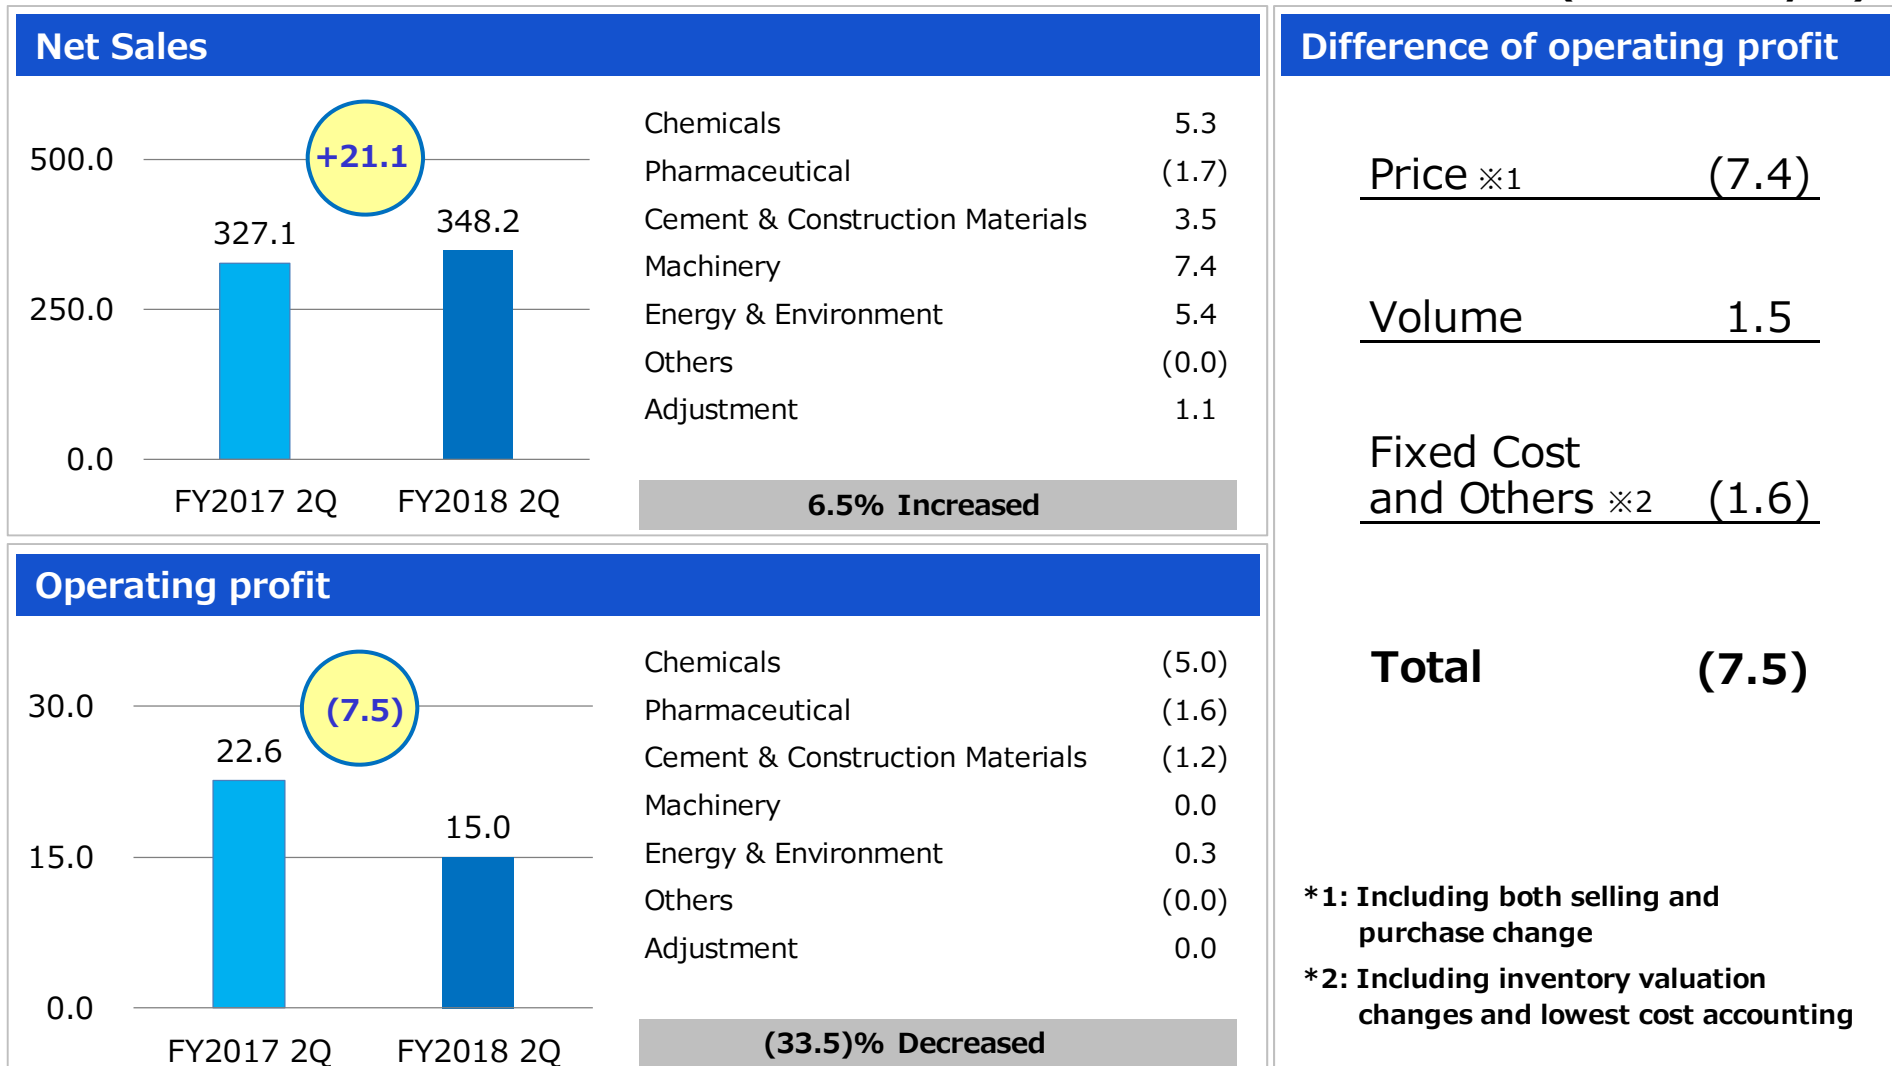 Net Sales
500.0
250.0
0.0
+21.1
327.1
348.2
FY2017 2Q
FY2018 2Q
Chemicals 5.3
Pharmaceutical (1.7)
Cement & Construction Materials 3.5
Machinery 7.4
Energy & Environment 5.4
Others (0.0)
Adjustment 1.1
6.5% Increased
Operating profit
30.0
15.0
0.0
(7.5)
22.6
15.0
FY2017 2Q
FY2018 2Q
Chemicals (5.0)
Pharmaceutical (1.6)
Cement & Construction Materials (1.2)
Machinery 0.0
Energy & Environment 0.3
Others (0.0)
Adjustment 0.0
(33.5)% Decreased
Difference of operating profit
Price ※1 (7.4)
Volume 1.5
Fixed Cost
and Others ※2 (1.6)
Total (7.5)
*1: Including both selling and
purchase change
*2: Including inventory valuation
changes and lowest cost accounting